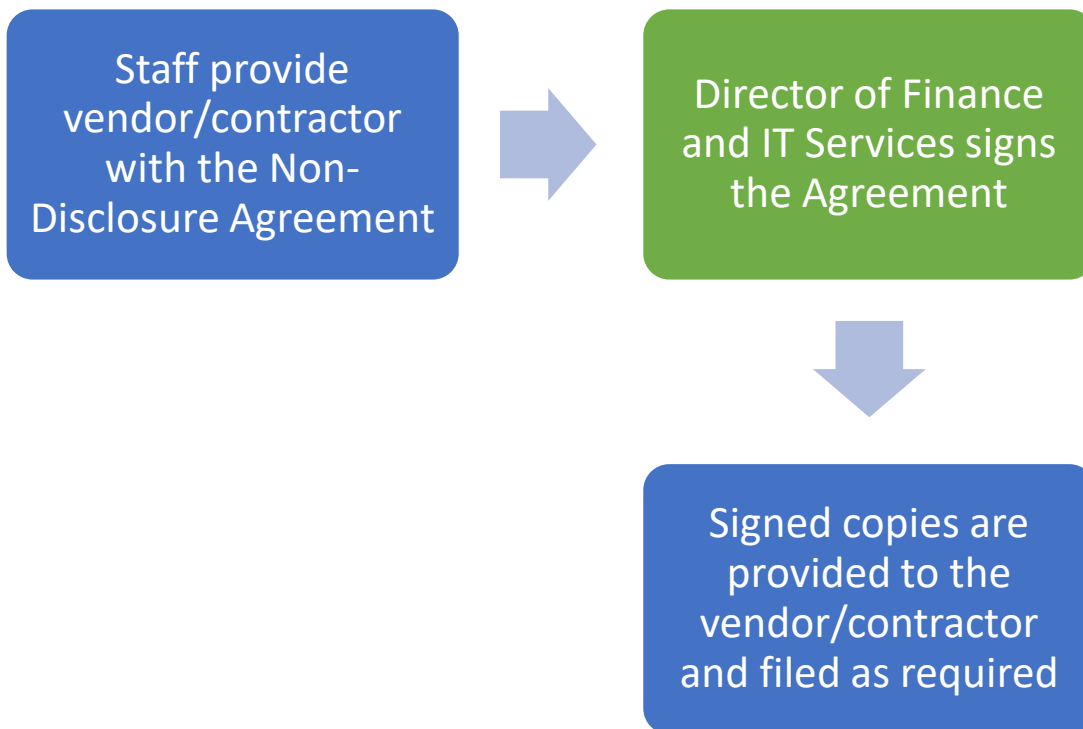 Staff provide
vendor/contractor
with the Non-
Disclosure Agreement
Director of Finance
and IT Services signs
the Agreement
Signed copies are
provided to the
vendor/contractor
and filed as required